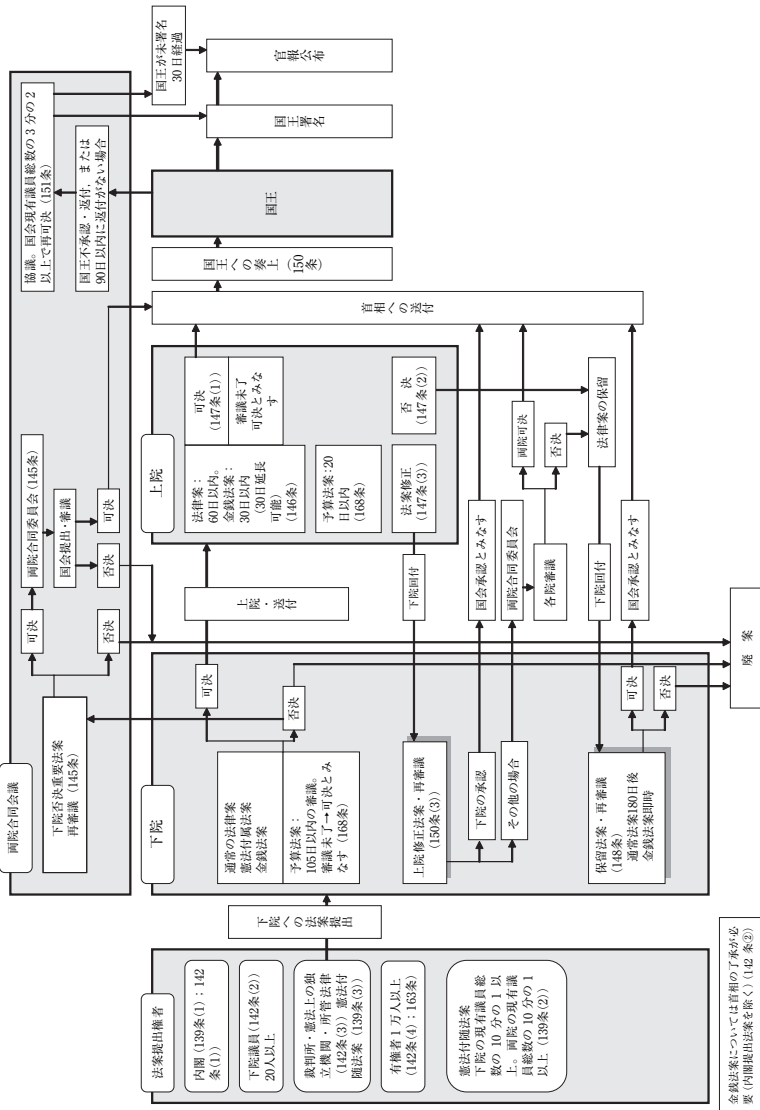 両院合同会議
下院否決重要法案
再審議 (145条)
可決
否決
両院合同委員会 (145条)
国会提出・審議
可決
否決
国王不承認・返付，または
90日以内に返付がない場合
協議。国会現有議員総数の3分の2
以上で再可決 (151条)
国王が未署名
30日経過
法案提出権者
内閣 (139条(1)：142
条(1))
下院議員(142条(2))
20人以上
裁判所・憲法上の独
立機関・所管法律
(142条(3)) 憲法付
随法案 (139条(3))
有権者1万人以上
(142条(4)：163条)
憲法付随法案
下院の現有議員総
数の10分の1以
上。両院の現有議
員総数の10分の1
以上 (139条(2))
金銭法案については首相の了承が必
要 (内閣提出法案を除く) (142条②)
下院への法案提出
下院
通常の法律案
憲法付属法案
金銭法案
予算法案：
105日以内の審議。
審議未了→可決とみ
なす (168条)
可決
否決
上院修正法案・再審議
(150条(3))
下院の承認
その他の場合
保留法案・再審議
(148条)
通常法案180日後
金銭法案即時
可決
否決
廃案
上院・送付
下院回付
国会承認とみなす
両院合同委員会
各院審議
両院可決
否決
法律案の保留
下院回付
国会承認とみなす
上院
法律案：
60日以内。
金銭法案：
30日以内
(30日延長
可能)
(146条)
可決
(147条(1))
審議未了
可決とみな
す
予算法案：20
日以内
(168条)
法案修正
(147条(3))
否決
(147条(2))
首相への送付
国王への奏上 (150
条)
国王
国王署名
官報公布